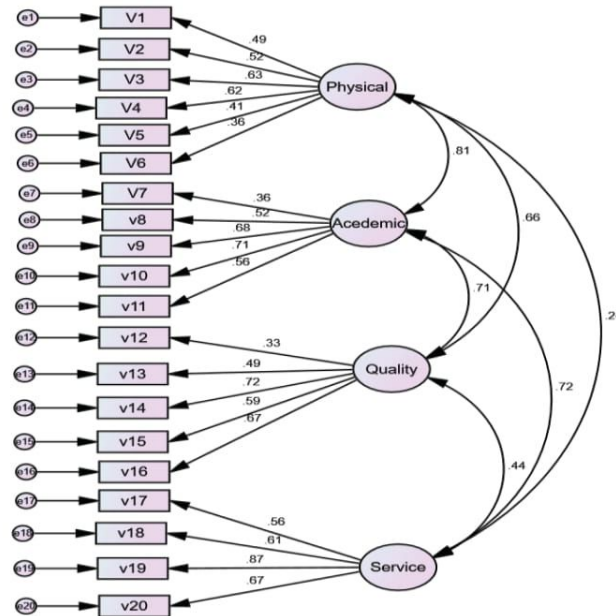 e1 V1
.49
e2 V2
.52
e3 V3
.63
Physical
e4 V4
.62
e5 V5
.41
e6 V6
.36
.81
e7 V7
.36
e8 v8
.52
Acedemic
.66
e9 v9
.68
e10 v10
.71
e11 v11
.56
.71
e12 v12
.33
e13 v13
.49
Quality
e14 v14
.72
.72
e15 v15
.59
e16 v16
.67
.44
e17 v17
.56
e18 v18
.61
e19 v19
.87
Service
e20 v20
.67